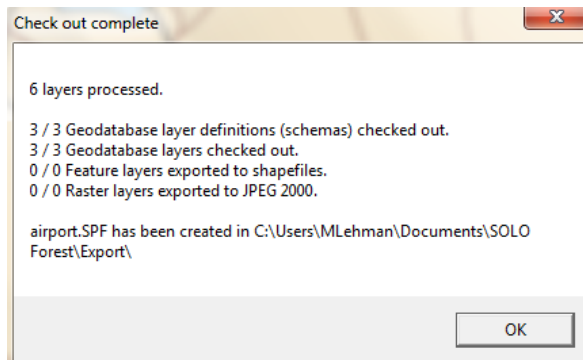 Check out complete
6 layers processed.
3 / 3 Geodatabase layer definitions (schemas) checked out.
3 / 3 Geodatabase layers checked out.
0 / 0 Feature layers exported to shapefiles.
0 / 0 Raster layers exported to JPEG 2000.
airport.SPF has been created in C:\Users\MLehman\Documents\SOLO
Forest\Export\
OK